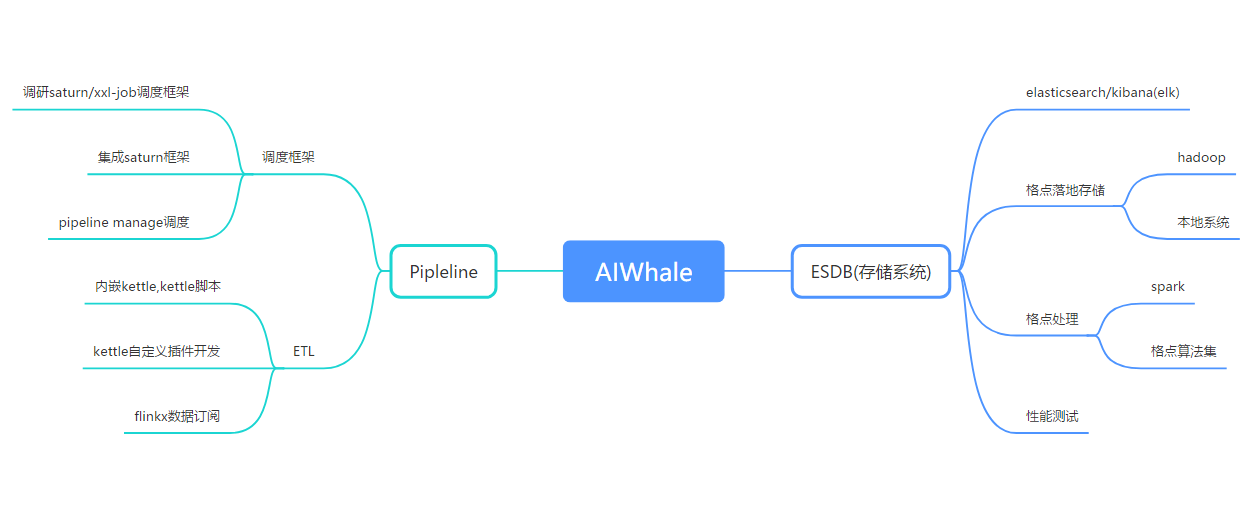 AIWhale
Pipleline
调度框架
调研saturn/xxl-job调度框架
集成saturn框架
pipeline manage调度
ETL
内嵌kettle,kettle脚本
kettle自定义插件开发
flinkx数据订阅
ESDB(存储系统)
elasticsearch/kibana(elk)
格点落地存储
hadoop
本地系统
格点处理
spark
格点算法集
性能测试